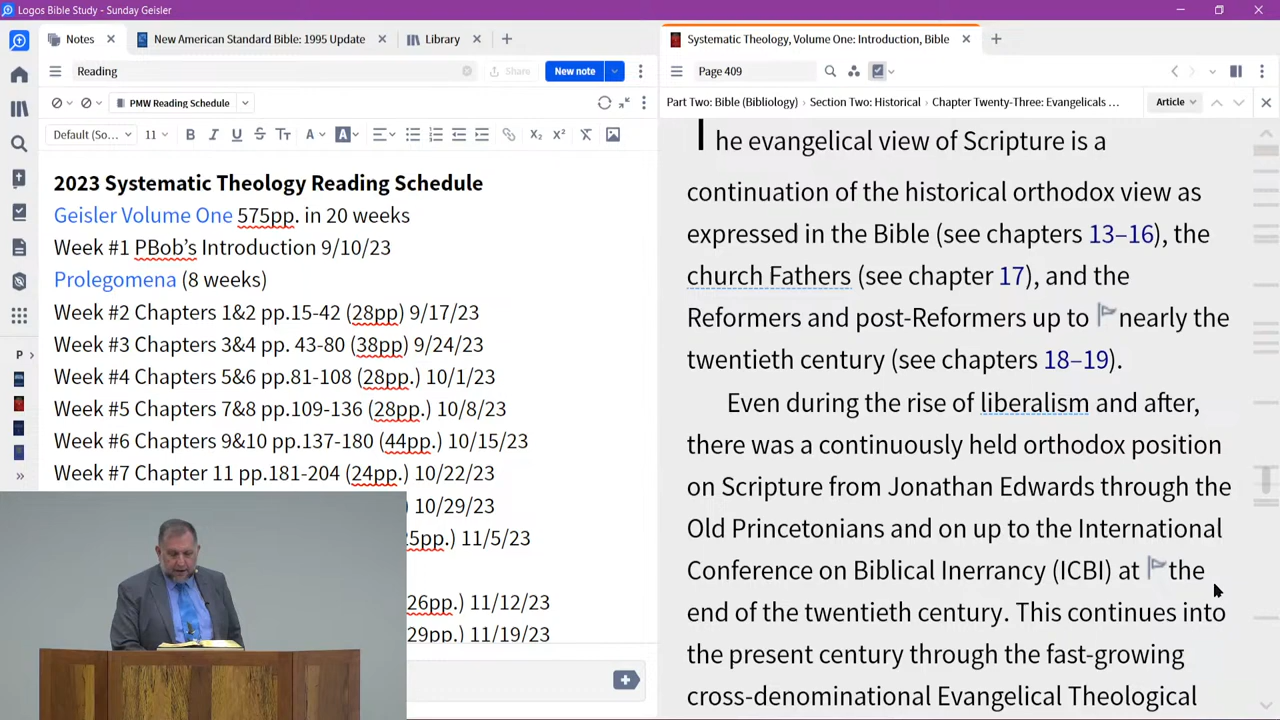 Logos Bible Study - Sunday Geisler
Notes
New American Standard Bible: 1995 Update
Library
Systematic Theology, Volume One: Introduction, Bible
Reading
Share
New note
Page 409
PMW Reading Schedule
Part Two: Bible (Bibliology) › Section Two: Historical › Chapter Twenty-Three: Evangelicals ...
Article
Default (So...
11
2023 Systematic Theology Reading Schedule
Geisler Volume One 575pp. in 20 weeks
Week #1 PBob’s Introduction 9/10/23
Prolegomena (8 weeks)
Week #2 Chapters 1&2 pp.15-42 (28pp) 9/17/23
Week #3 Chapters 3&4 pp. 43-80 (38pp) 9/24/23
Week #4 Chapters 5&6 pp.81-108 (28pp.) 10/1/23
Week #5 Chapters 7&8 pp.109-136 (28pp.) 10/8/23
Week #6 Chapters 9&10 pp.137-180 (44pp.) 10/15/23
Week #7 Chapter 11 pp.181-204 (24pp.) 10/22/23
10/29/23
5pp.) 11/5/23
26pp.) 11/12/23
29pp.) 11/19/23
P
he evangelical view of Scripture is a
continuation of the historical orthodox view as
expressed in the Bible (see chapters 13–16), the
church Fathers (see chapter 17), and the
Reformers and post-Reformers up to nearly the
twentieth century (see chapters 18–19).
Even during the rise of liberalism and after,
there was a continuously held orthodox position
on Scripture from Jonathan Edwards through the
Old Princetonians and on up to the International
Conference on Biblical Inerrancy (ICBI) at the
end of the twentieth century. This continues into
the present century through the fast-growing
cross-denominational Evangelical Theological